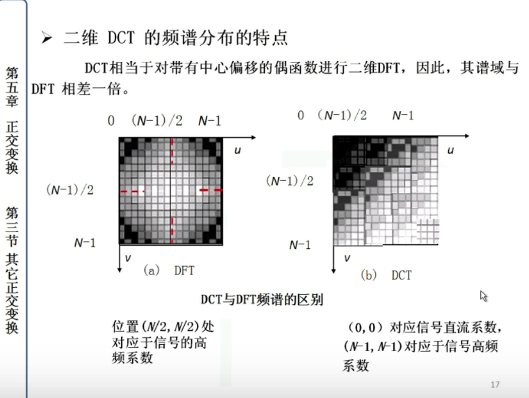 第五章 正交变换
第三节 其它正交变换
➢ 二维 DCT 的频谱分布的特点
DCT相当于对带有中心偏移的偶函数进行二维DFT，因此，其谱域与
DFT 相差一倍。
0 (N-1)/2 N-1
u
(N-1)/2
N-1
v
(a) DFT
0 (N-1)/2 N-1
u
(N-1)/2
N-1
v
(b) DCT
DCT与DFT频谱的区别
位置(N/2,N/2)处
对应于信号的高
频系数
（0,0）对应信号直流系数，
(N-1,N-1)对应于信号高频
系数
17